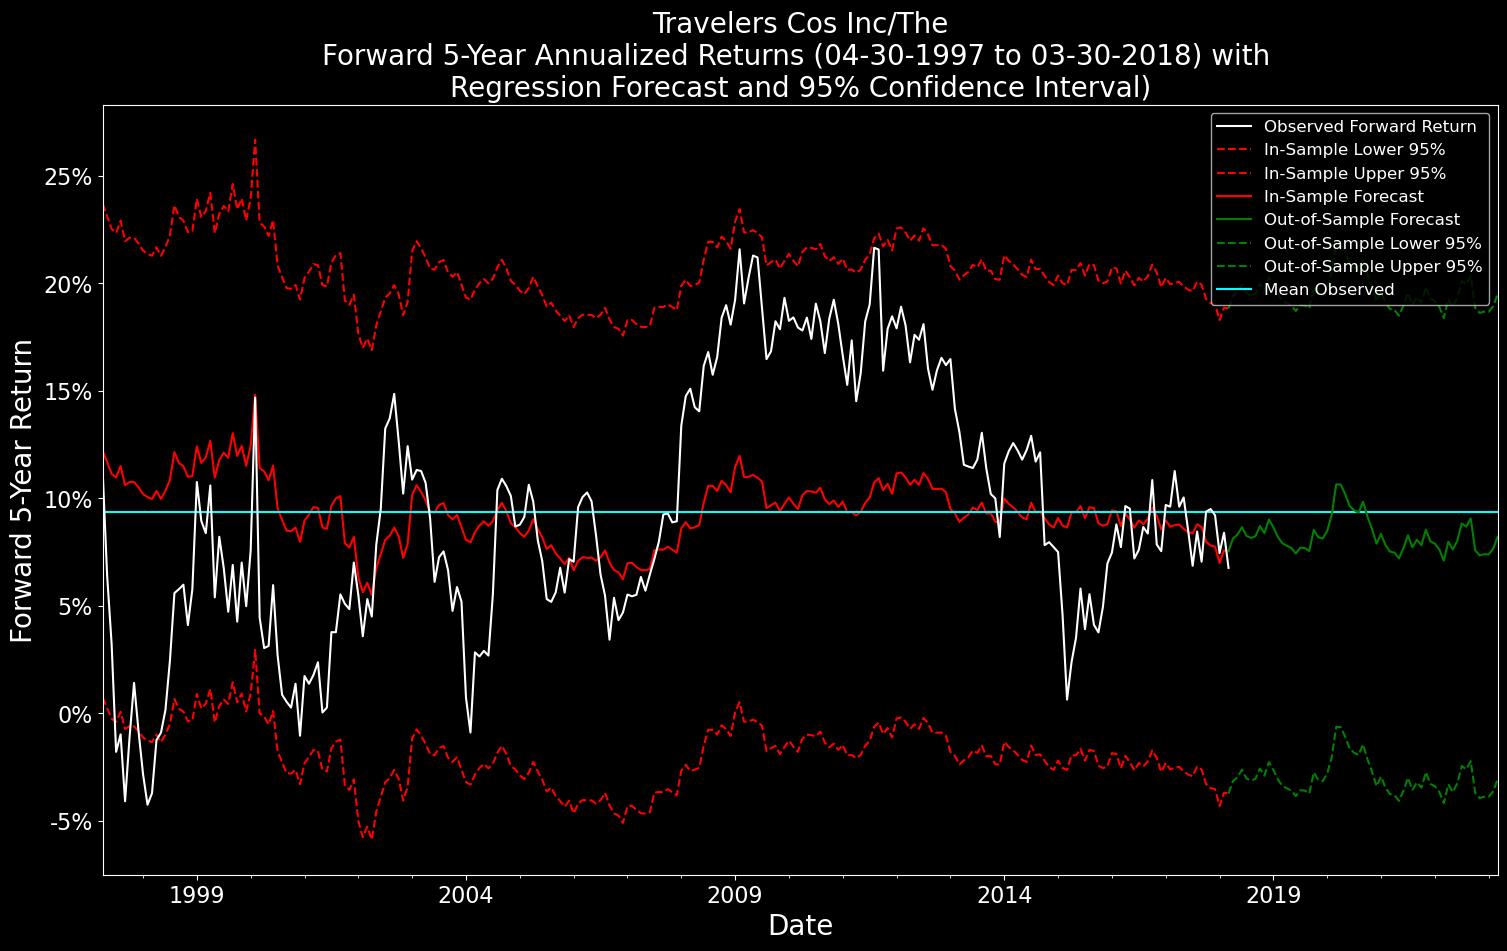 Travelers Cos Inc/The
Forward 5-Year Annualized Returns (04-30-1997 to 03-30-2018) with
Regression Forecast and 95% Confidence Interval)
Observed Forward Return
In-Sample Lower 95%
In-Sample Upper 95%
In-Sample Forecast
Out-of-Sample Forecast
Out-of-Sample Lower 95%
Out-of-Sample Upper 95%
Mean Observed
Forward 5-Year Return
25%
20%
15%
10%
5%
0%
-5%
1999 2004 2009 2014 2019
Date